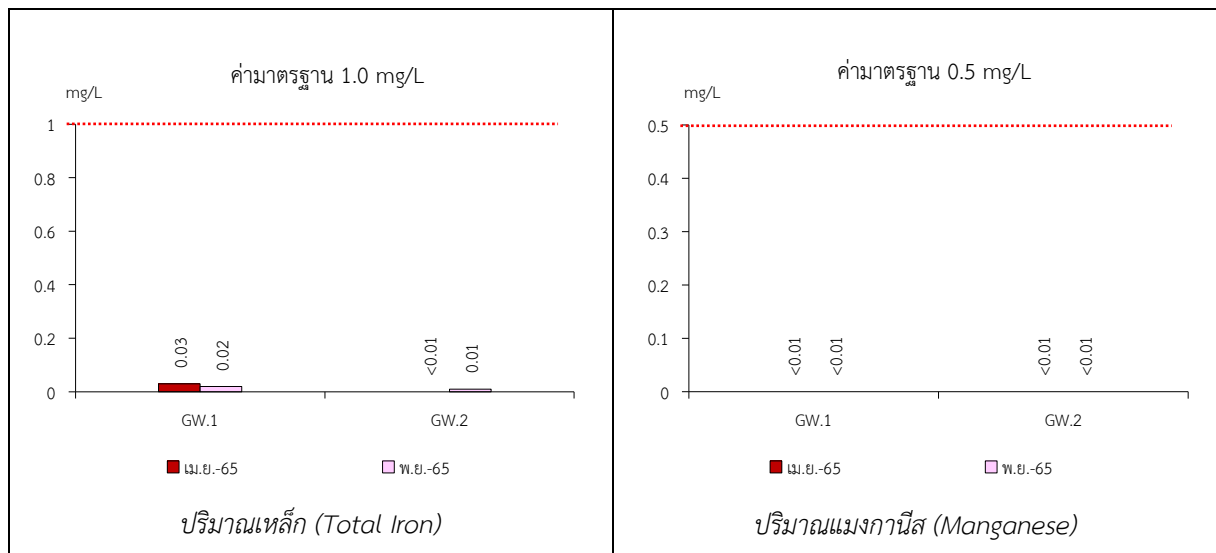 ค่ามาตรฐาน 1.0 mg/L
mg/L
1
0.8
0.6
0.4
0.2
0
0.03
0.02
<0.01
0.01
GW.1 GW.2
เม.ย.-65 พ.ย.-65
ปริมาณเหล็ก (Total Iron)
ค่ามาตรฐาน 0.5 mg/L
mg/L
0.5
0.4
0.3
0.2
0.1
0
<0.01
<0.01
<0.01
<0.01
GW.1 GW.2
เม.ย.-65 พ.ย.-65
ปริมาณแมงกานีส (Manganese)